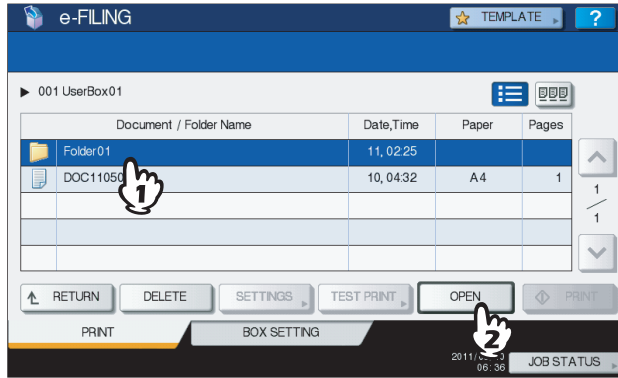 e-FILING
TEMPLATE
?
001 UserBox01
Document / Folder Name Date,Time Paper Pages
Folder01 11, 02:25
DOC11050 10, 04:32 A4 1
1
1
1
RETURN DELETE SETTINGS TEST PRINT OPEN PRINT
2
PRINT BOX SETTING
2011/
06:36
JOB STATUS